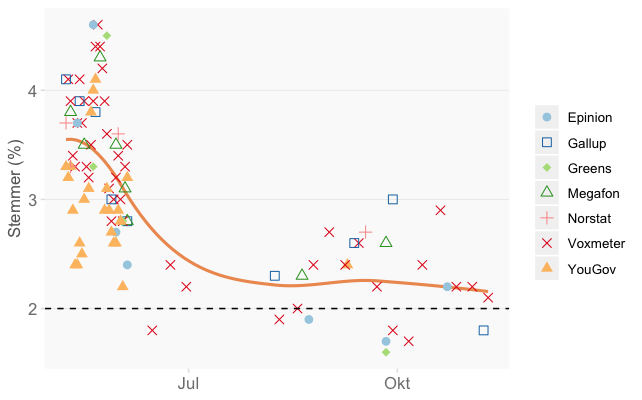 Stemmer (%)
4
3
2
Jul
Okt
Epinion
Gallup
Greens
Megafon
Norstat
Voxmeter
YouGov